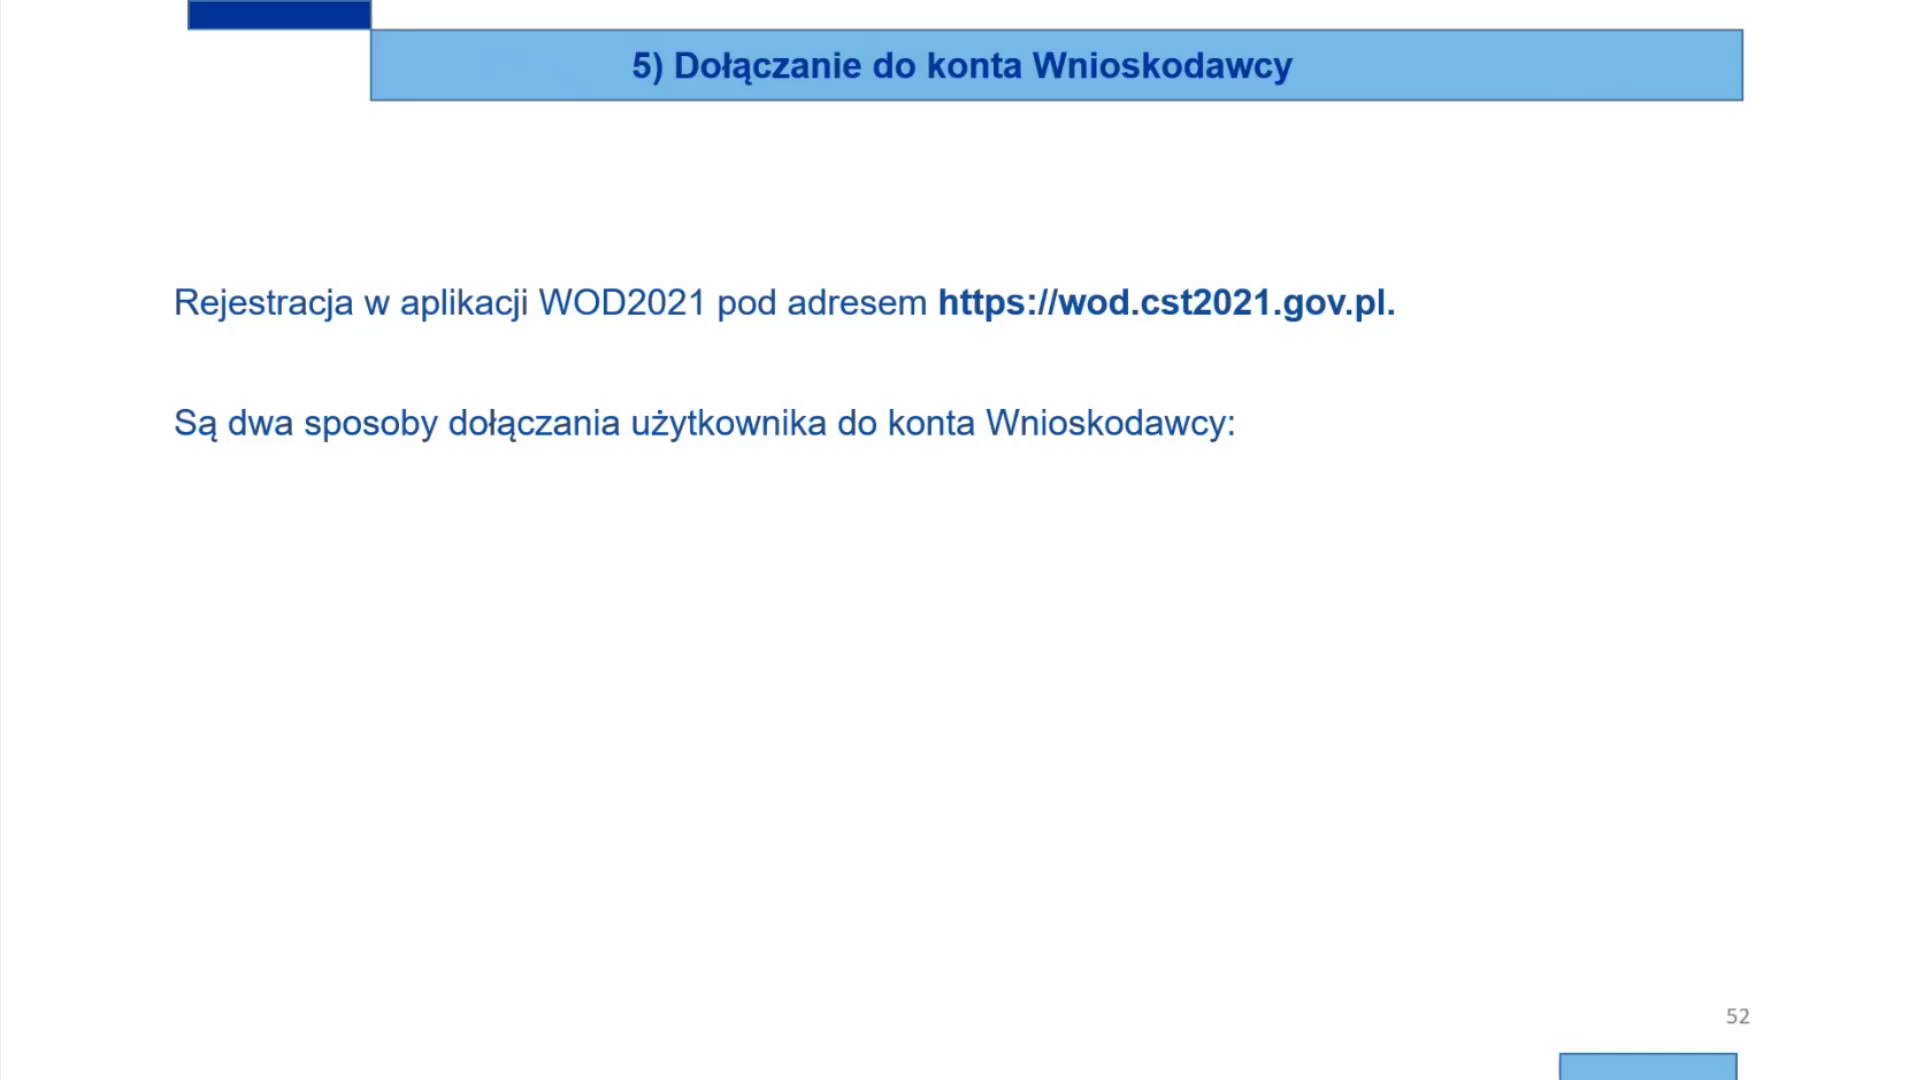 5) Dołączanie do konta Wnioskodawcy
Rejestracja w aplikacji WOD2021 pod adresem https://wod.cst2021.gov.pl.
Są dwa sposoby dołączania użytkownika do konta Wnioskodawcy:
52